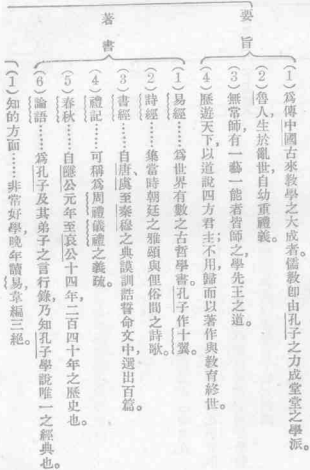 要旨
(1)爲傳中國古來敎學之大成者儒敎卽由孔子之力成堂堂之學派。
(2)魯人生於亂世自幼重禮義。
(3)無常師有一藝一能者皆師之學先王之道。
(4)歷遊天下以道說四方君主不用歸而以著作與敎育終世。
著書
(1)易經……爲世界有數之古哲學書。孔子作十翼。
(2)詩經……集當時朝廷之雅頌與俚俗間之詩歌。
(3)書經……自唐虞至秦穆之典謨訓誥誓命文中、選出百篇。
(4)禮記……可稱爲周禮儀禮之義疏。
(5)春秋……自隱公元年至哀公十四年、二百四十年之歷史也。
(6)論語……爲孔子及其弟子之言行錄、乃知孔子學說唯一之經典也。
(1)知的方面……非常好學、晚年讀易、韋編三絕。